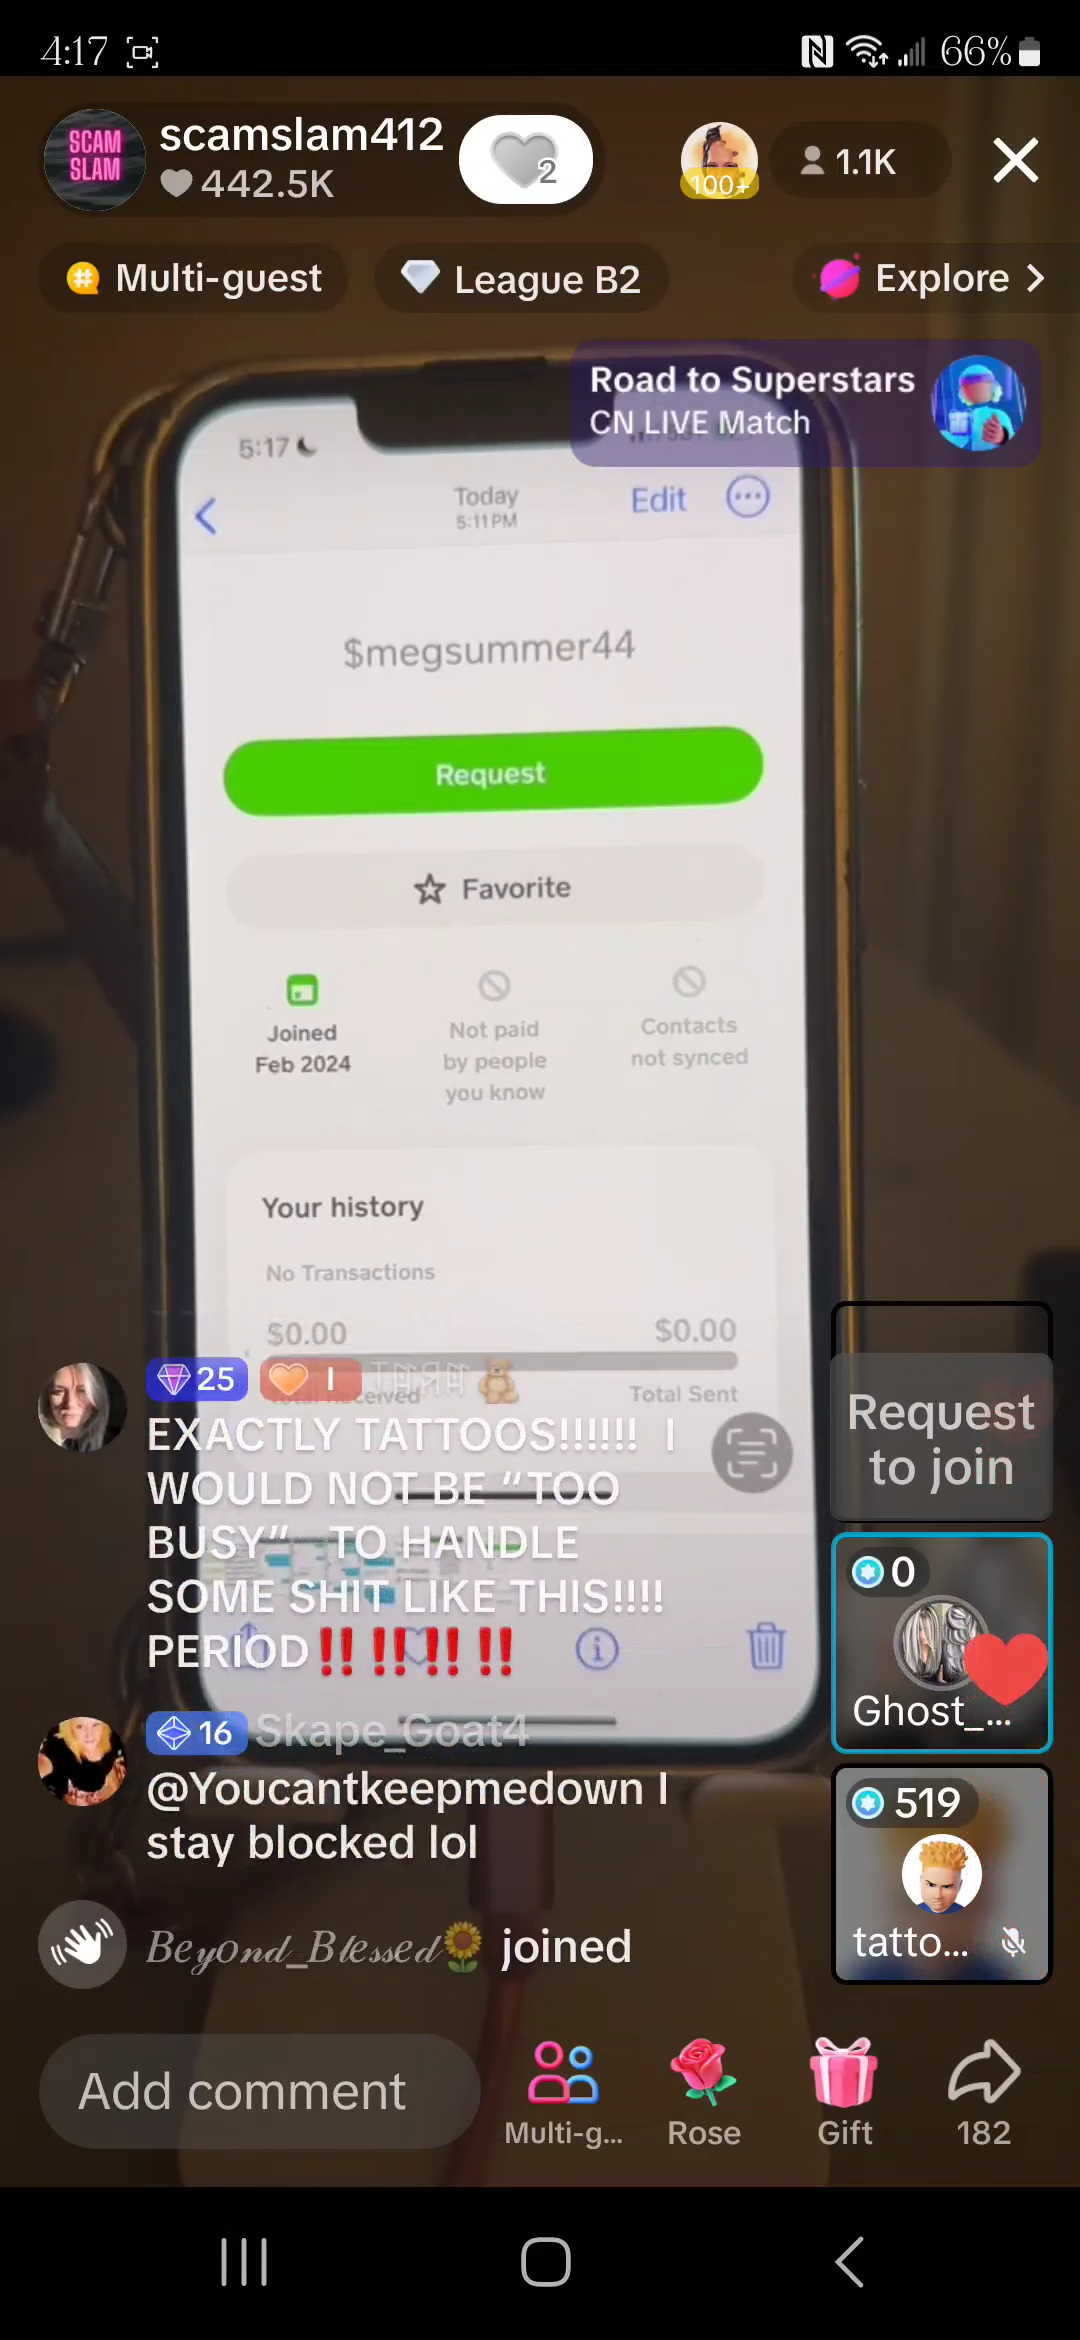 4:17
66%
SCAM
SLAM
scamslam412
442.5K
2
100+
1.1K
Multi-guest
League B2
Explore
Road to Superstars
CN LIVE Match
5:17
Today
5:11 PM
Edit
$megsummer44
Request
Favorite
Joined
Feb 2024
Not paid
by people
you know
Contacts
not synced
Your history
No Transactions
$0.00
$0.00
Total Sent
25
I
EXACTLY TATTOOS!!!!!! I
WOULD NOT BE “TOO
BUSY” TO HANDLE
SOME SHIT LIKE THIS!!!!
PERIOD‼️ ‼️‼️ ‼️
Request
to join
0
Ghost_...
16 Skape_Goat4
@Youcantkeepmedown I
stay blocked lol
519
tatto...
Beyond_Blessed🌻 joined
Add comment
Multi-g...
Rose
Gift
182